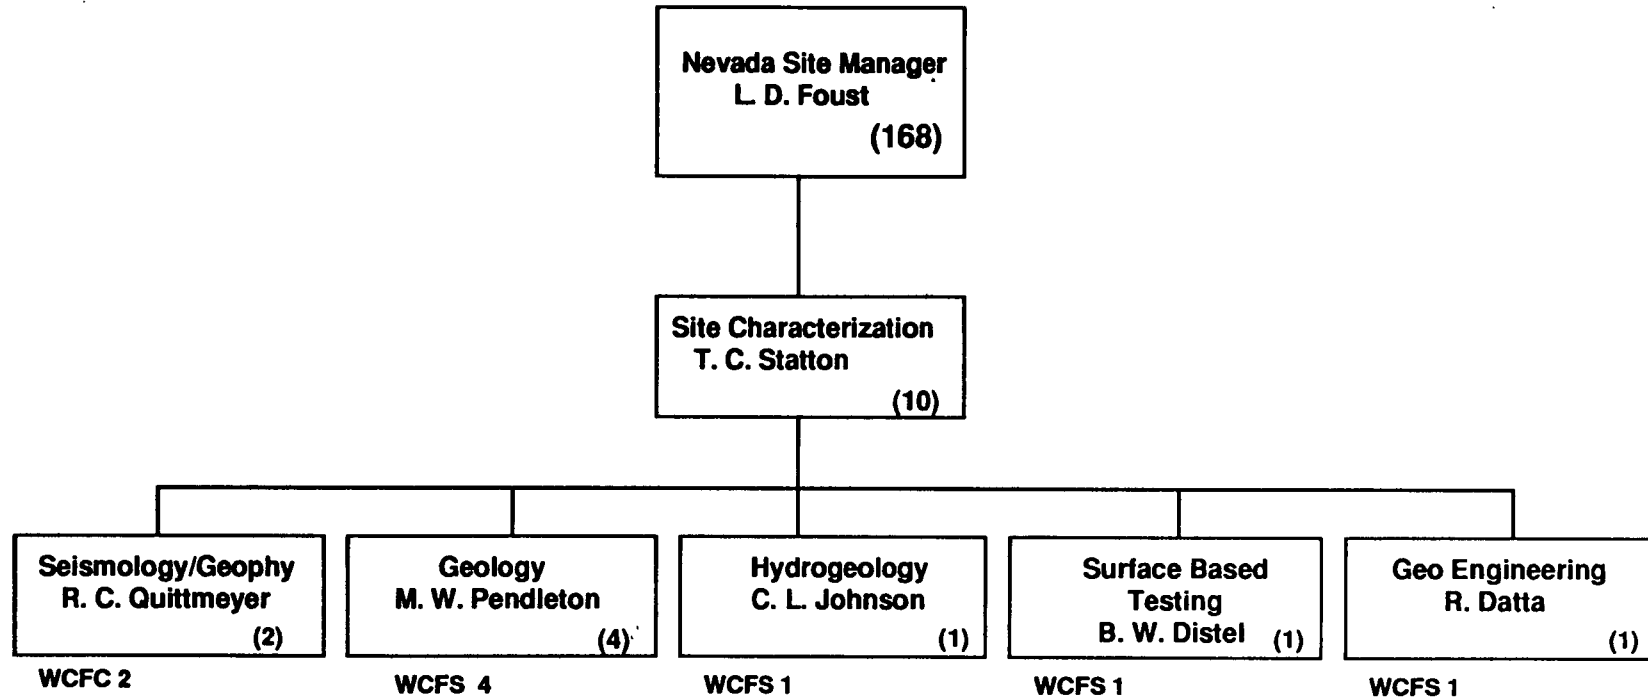 Nevada Site Manager
L. D. Foust
(168)
Site Characterization
T. C. Statton
(10)
Seismology/Geophy
R. C. Quittmeyer
(2)
WCFC 2
Geology
M. W. Pendleton
(4)
WCFS 4
Hydrogeology
C. L. Johnson
(1)
WCFS 1
Surface Based
Testing
B. W. Distel (1)
WCFS 1
Geo Engineering
R. Datta
(1)
WCFS 1